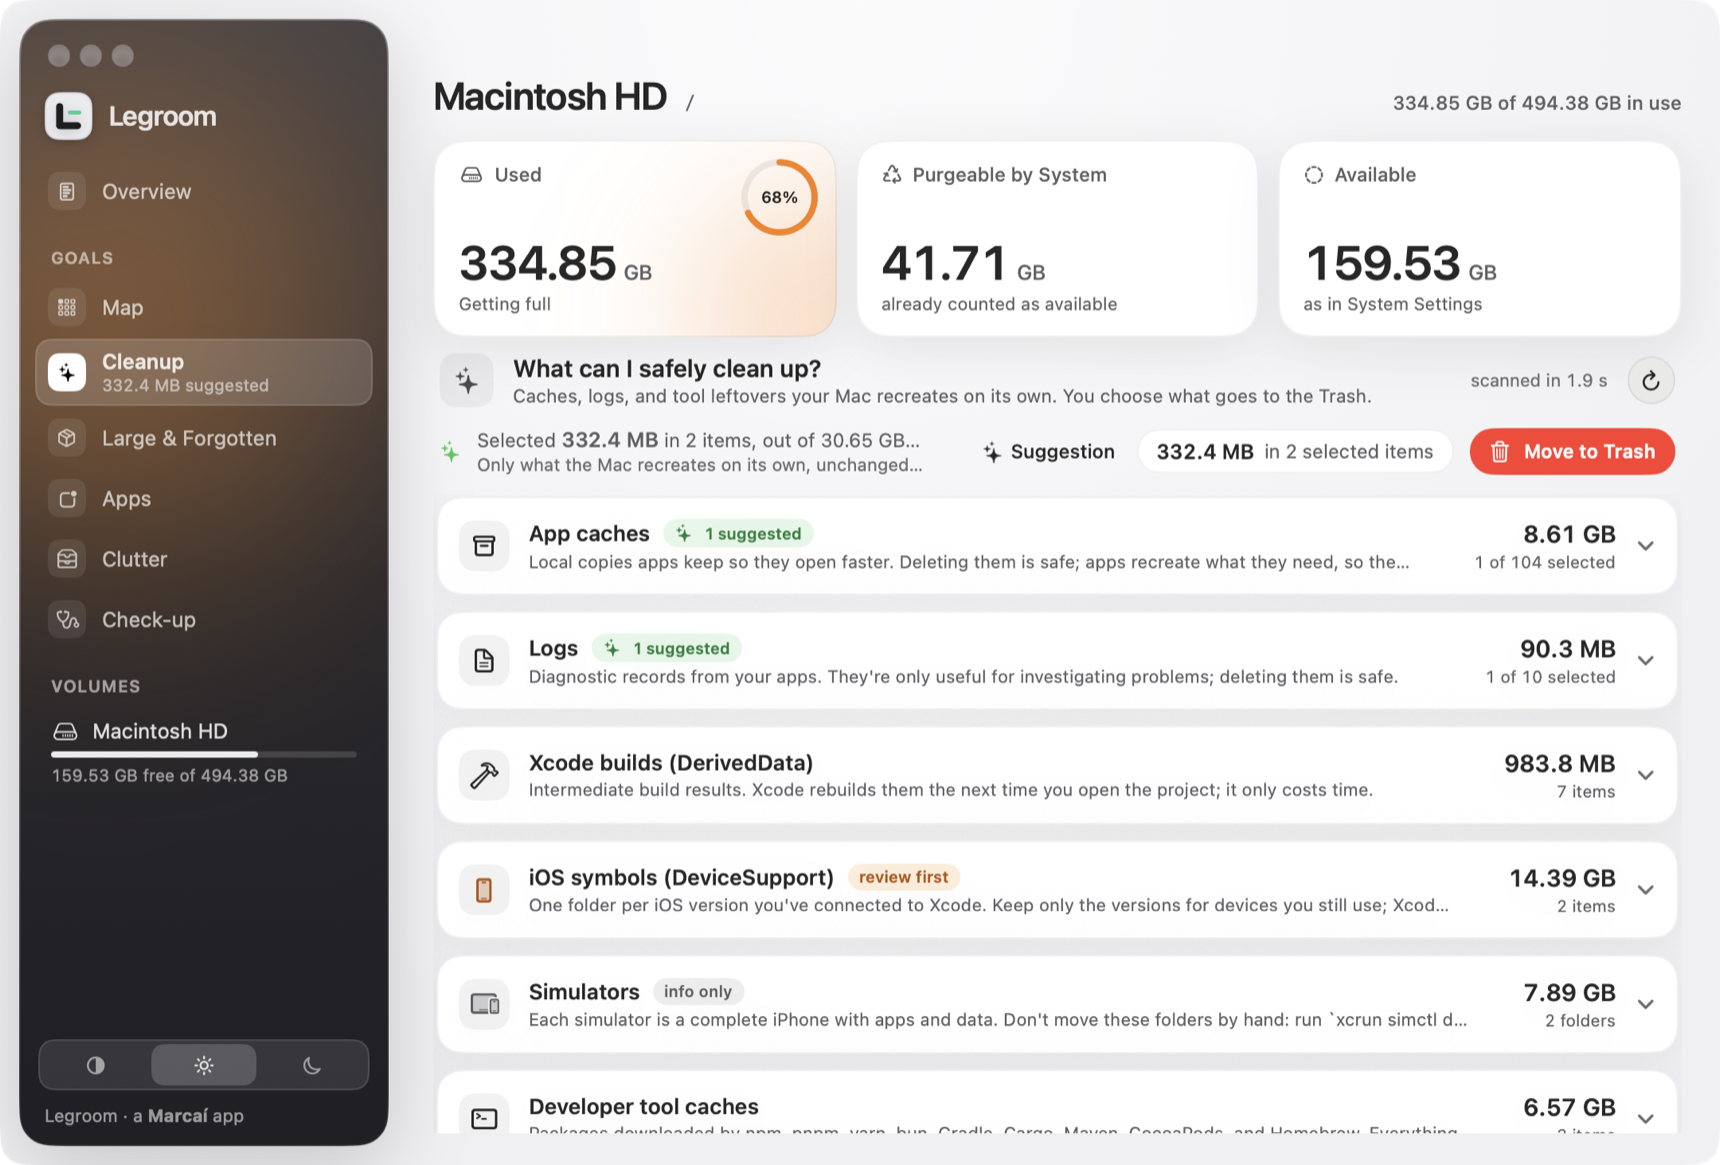 Legroom
Overview
GOALS
Map
Cleanup
332.4 MB suggested
Large & Forgotten
Apps
Clutter
Check-up
VOLUMES
Macintosh HD
159.53 GB free of 494.38 GB
Legroom · a Marcaí app
Macintosh HD /
334.85 GB of 494.38 GB in use
Used
68%
334.85 GB
Getting full
Purgeable by System
41.71 GB
already counted as available
Available
159.53 GB
as in System Settings
What can I safely clean up?
Caches, logs, and tool leftovers your Mac recreates on its own. You choose what goes to the Trash.
scanned in 1.9 s
Selected 332.4 MB in 2 items, out of 30.65 GB...
Only what the Mac recreates on its own, unchanged...
Suggestion
332.4 MB in 2 selected items
Move to Trash
App caches
1 suggested
Local copies apps keep so they open faster. Deleting them is safe; apps recreate what they need, so the...
8.61 GB
1 of 104 selected
Logs
1 suggested
Diagnostic records from your apps. They're only useful for investigating problems; deleting them is safe.
90.3 MB
1 of 10 selected
Xcode builds (DerivedData)
Intermediate build results. Xcode rebuilds them the next time you open the project; it only costs time.
983.8 MB
7 items
iOS symbols (DeviceSupport)
review first
One folder per iOS version you've connected to Xcode. Keep only the versions for devices you still use; Xcod...
14.39 GB
2 items
Simulators
info only
Each simulator is a complete iPhone with apps and data. Don't move these folders by hand: run `xcrun simctl d...
7.89 GB
2 folders
Developer tool caches
Packages downloaded by npm, pnpm, yarn, bun, Gradle, Cargo, Maven, CocoaPods, and Homebrew. Everything
6.57 GB